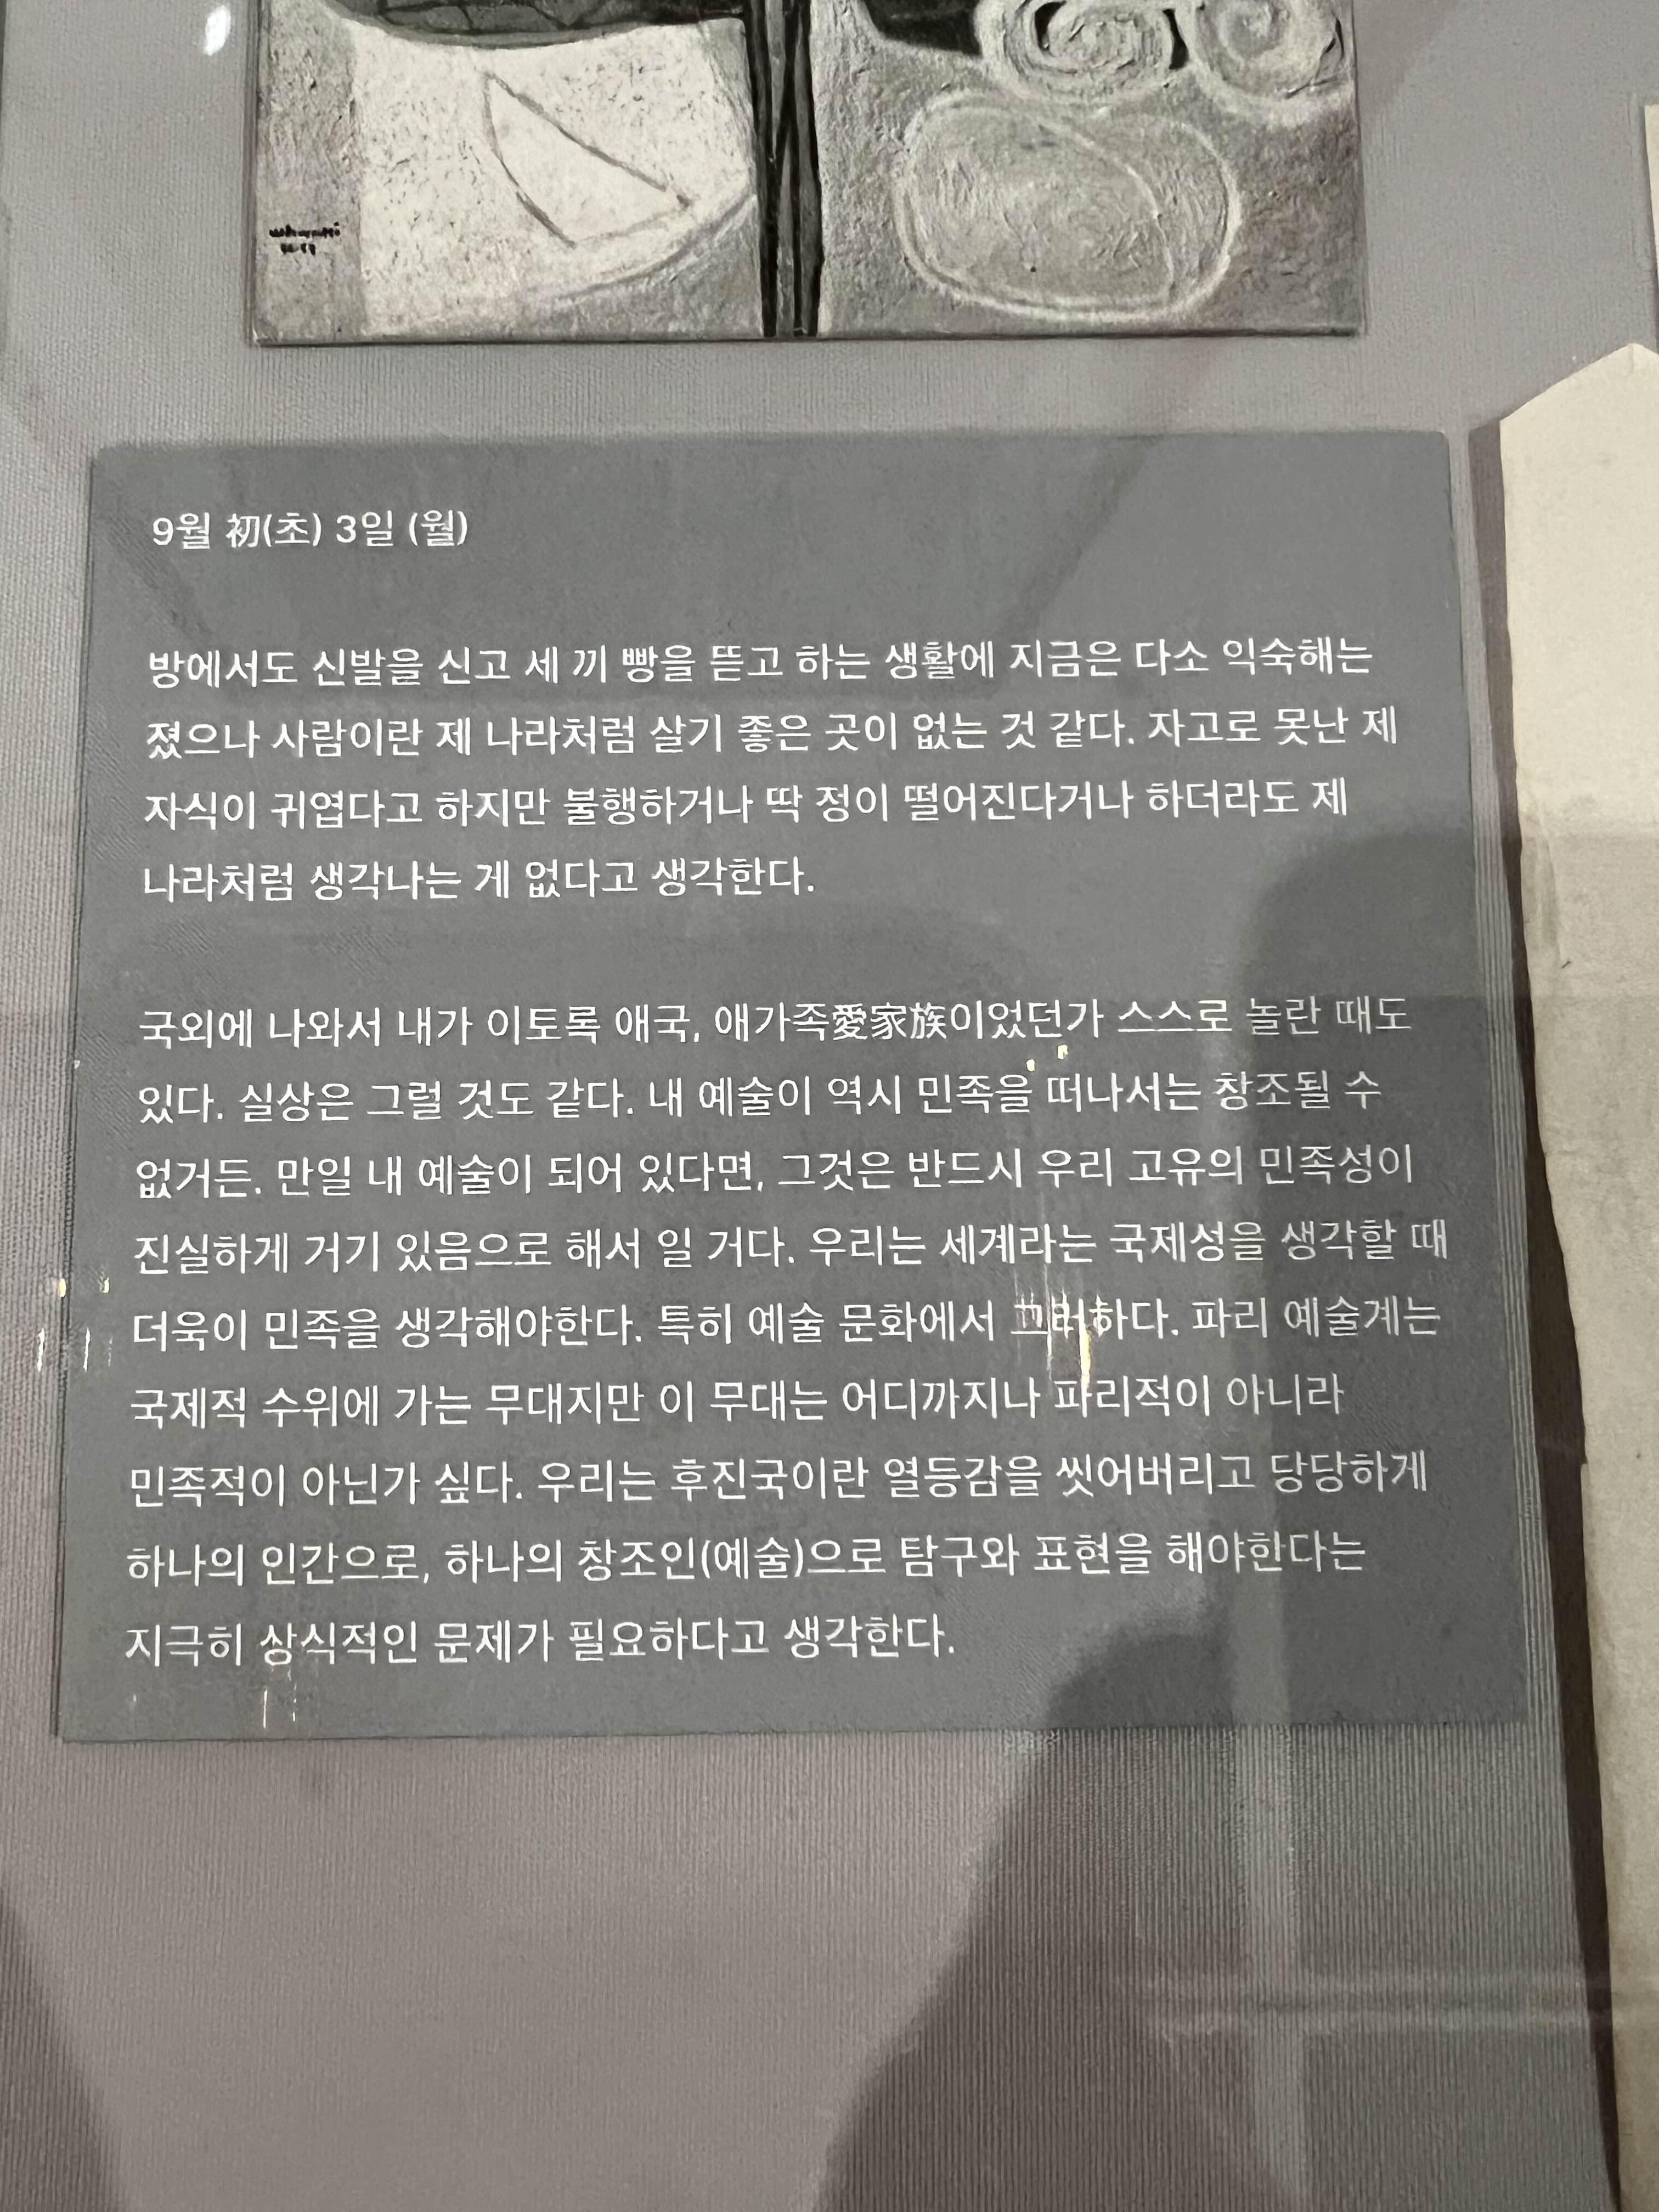 9월 初(초) 3일 (월)
방에서도 신발을 신고 세 끼 빵을 뜯고 하는 생활에 지금은 다소 익숙해는
졌으나 사람이란 제 나라처럼 살기 좋은 곳이 없는 것 같다. 자고로 못난 제
자식이 귀엽다고 하지만 불행하거나 딱 정이 떨어진다거나 하더라도 제
나라처럼 생각나는 게 없다고 생각한다.
국외에 나와서 내가 이토록 애국, 애가족愛家族이었던가 스스로 놀란 때도
있다. 실상은 그럴 것도 같다. 내 예술이 역시 민족을 떠나서는 창조될 수
없거든. 만일 내 예술이 되어 있다면, 그것은 반드시 우리 고유의 민족성이
진실하게 거기 있음으로 해서 일 거다. 우리는 세계라는 국제성을 생각할 때
더욱이 민족을 생각해야한다. 특히 예술 문화에서 그러하다. 파리 예술계는
국제적 수위에 가는 무대지만 이 무대는 어디까지나 파리적이 아니라
민족적이 아닌가 싶다. 우리는 후진국이란 열등감을 씻어버리고 당당하게
하나의 인간으로, 하나의 창조인(예술)으로 탐구와 표현을 해야한다는
지극히 상식적인 문제가 필요하다고 생각한다.